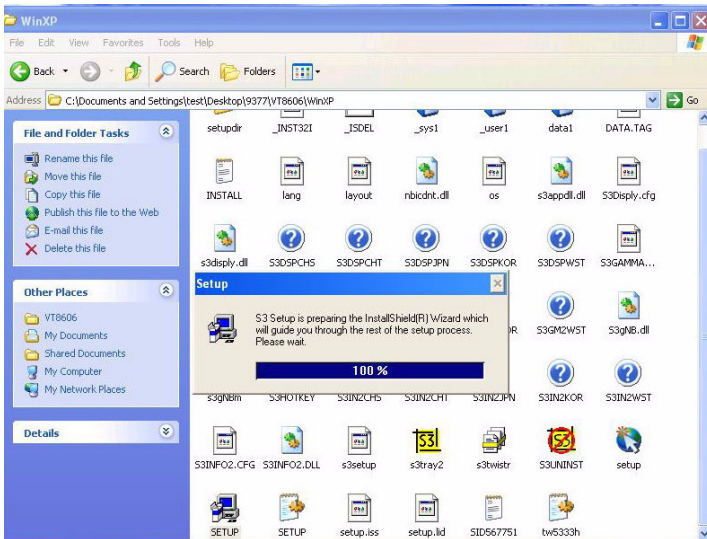 WinXP
File Edit View Favorites Tools Help
Back Search Folders
Address C:\Documents and Settings\test\Desktop\9377\VT8606\WinXP Go
File and Folder Tasks
Rename this file
Move this file
Copy this file
Publish this file to the Web
E-mail this file
Delete this file
Other Places
VT8606
My Documents
Shared Documents
My Computer
My Network Places
Details
setupdir _INST32I _ISDEL _sys1 _user1 data1 DATA.TAG
INSTALL lang layout nbicdnt.dll os s3appdll.dll S3Disply.cfg
s3disply.dll S3DSPCHS S3DSPCHT S3DSPJPN S3DSPKOR S3DSPWST S3GAMMA...
Setup
S3 Setup is preparing the InstallShield(R) Wizard which
will guide you through the rest of the setup process.
Please wait.
100 %
S3GM2WST S3gNB.dll
s3gNBm S3HOTKEY S3IN2CHS S3IN2CHT S3IN2JPN S3IN2KOR S3IN2WST
S3INFO2.CFG S3INFO2.DLL s3setup s3tray2 s3twistr S3UNINST setup
SETUP SETUP setup.iss setup.lid SID567751 tw5333h